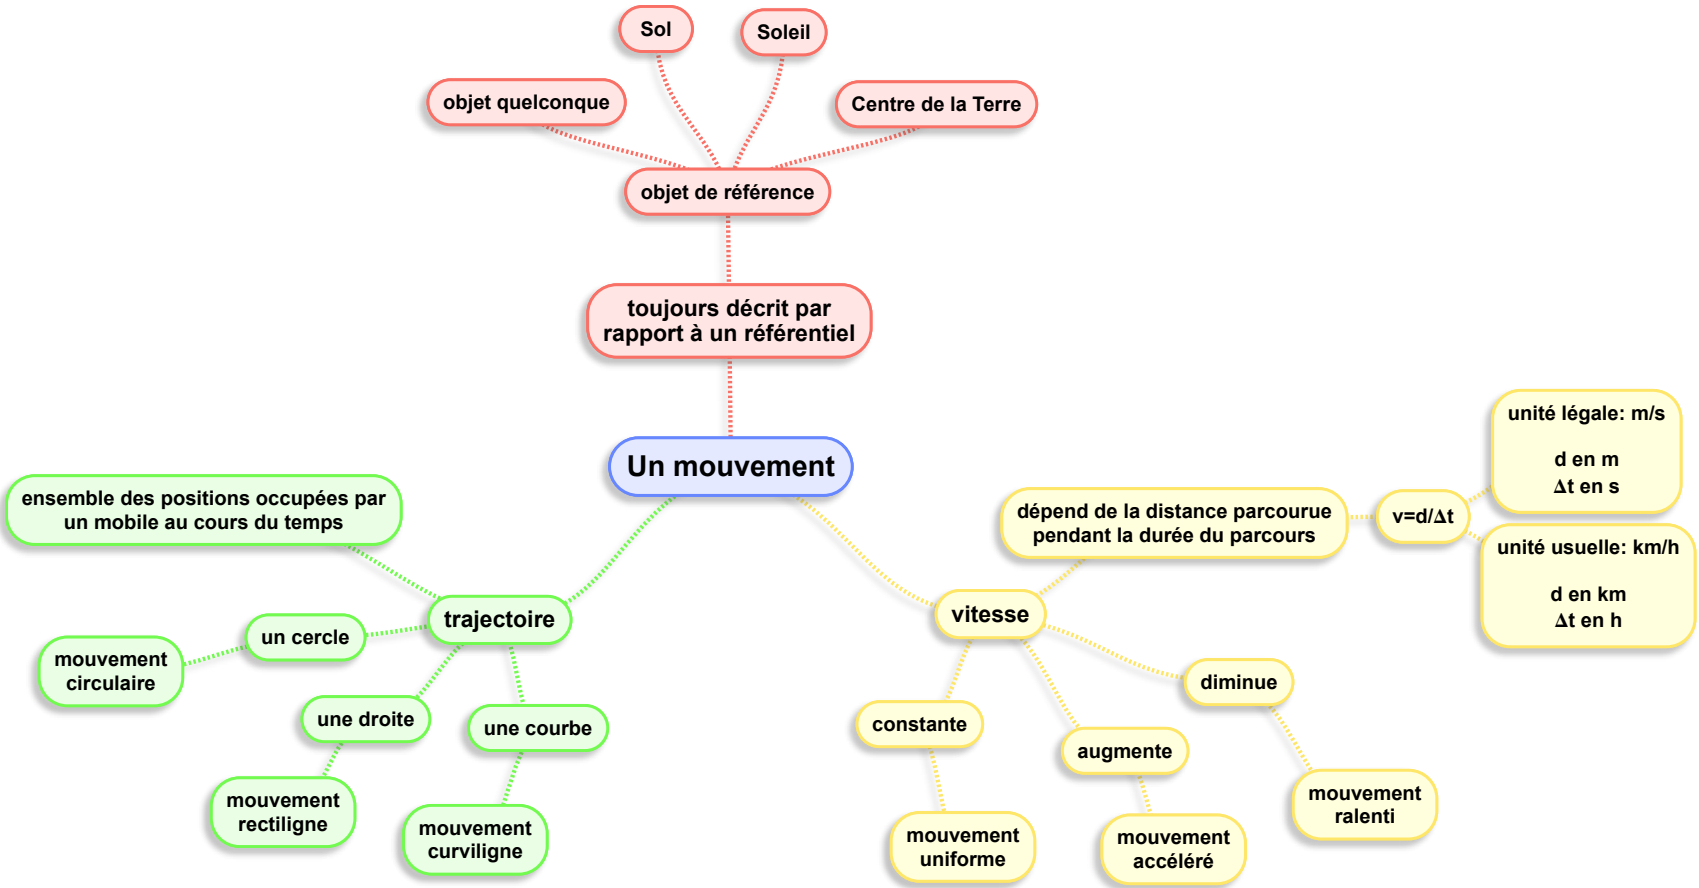 Sol
Soleil
objet quelconque
Centre de la Terre
objet de référence
toujours décrit par
rapport à un référentiel
Un mouvement
ensemble des positions occupées par
un mobile au cours du temps
trajectoire
un cercle
mouvement
circulaire
une droite
mouvement
rectiligne
une courbe
mouvement
curviligne
vitesse
dépend de la distance parcourue
pendant la durée du parcours
v=d/Δt
unité légale: m/s
d en m
Δt en s
unité usuelle: km/h
d en km
Δt en h
constante
mouvement
uniforme
augmente
mouvement
accéléré
diminue
mouvement
ralenti